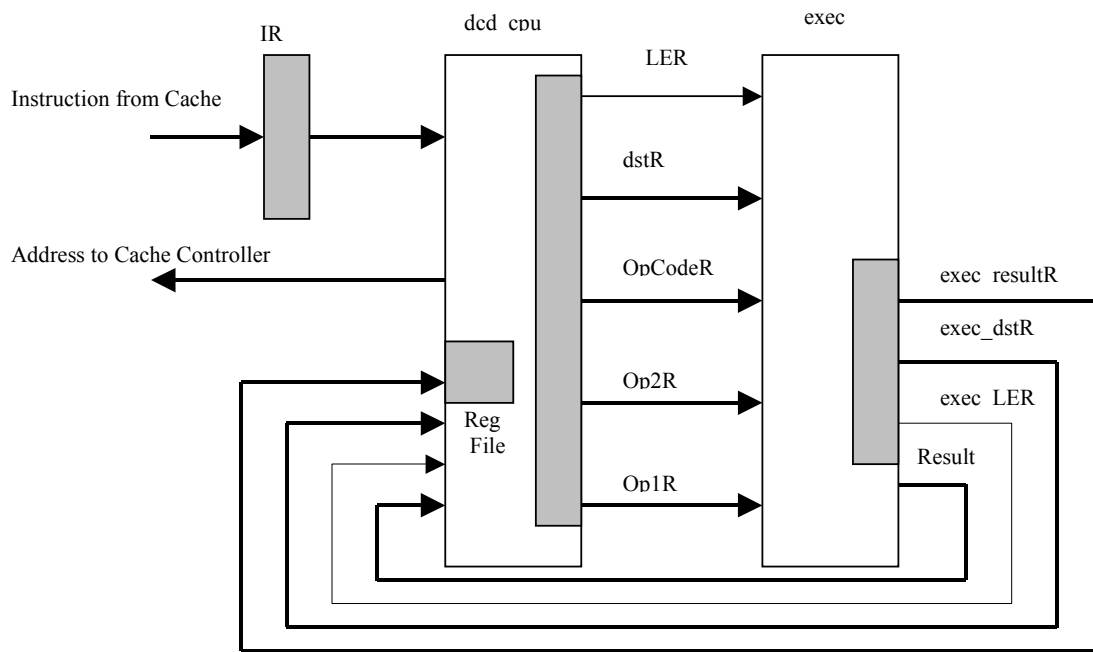 IR
dcd_cpu
exec
LER
Instruction from Cache
dstR
Address to Cache Controller
OpCodeR
exec_resultR
exec_dstR
Op2R
exec_LER
Reg
File
Result
Op1R